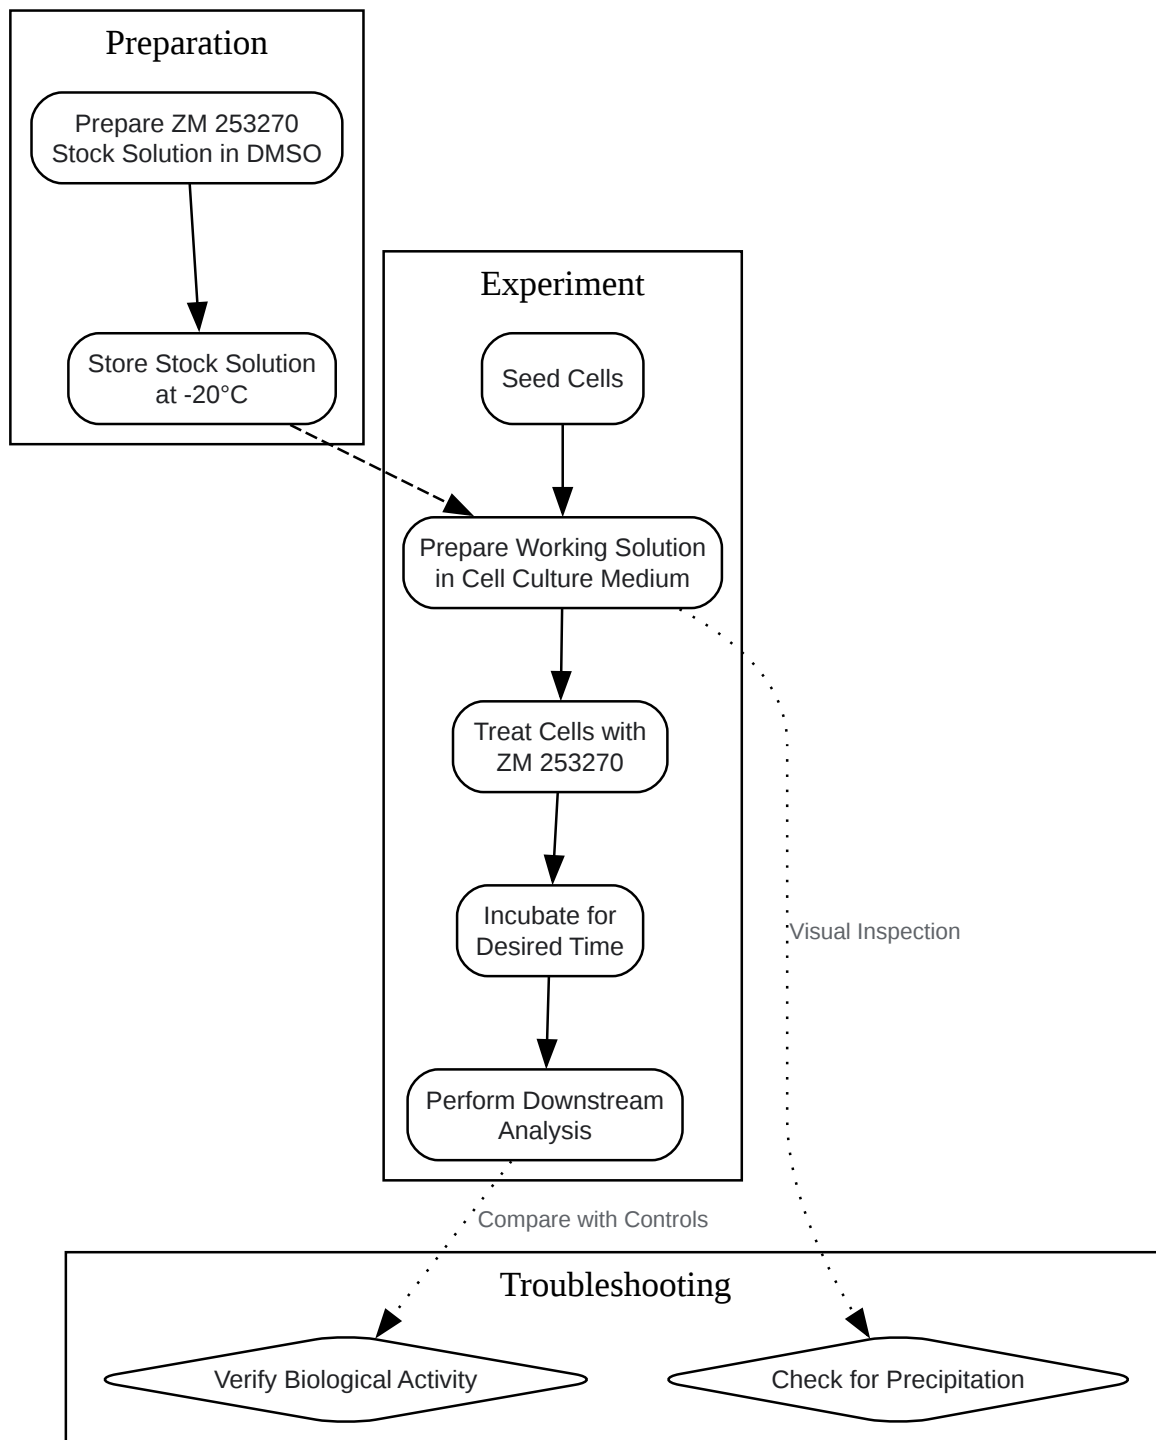 Preparation
Prepare ZM 253270
Stock Solution in DMSO
Store Stock Solution
at -20°C
Experiment
Seed Cells
Prepare Working Solution
in Cell Culture Medium
Treat Cells with
ZM 253270
Incubate for
Desired Time
Visual Inspection
Perform Downstream
Analysis
Compare with Controls
Troubleshooting
Verify Biological Activity
Check for Precipitation